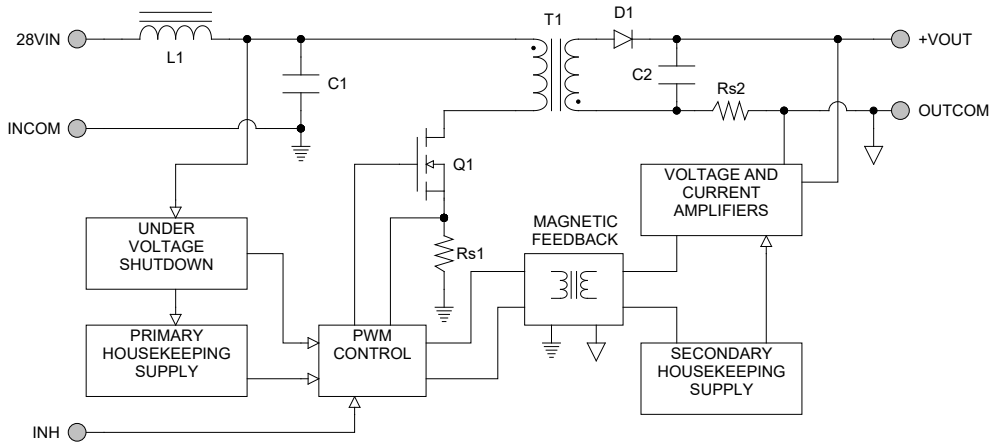 T1
D1
28VIN
+VOUT
L1
C1
C2
Rs2
INCOM
OUTCOM
Q1
VOLTAGE AND
CURRENT
AMPLIFIERS
UNDER
VOLTAGE
SHUTDOWN
MAGNETIC
FEEDBACK
Rs1
PRIMARY
HOUSEKEEPING
SUPPLY
PWM
CONTROL
SECONDARY
HOUSEKEEPING
SUPPLY
INH